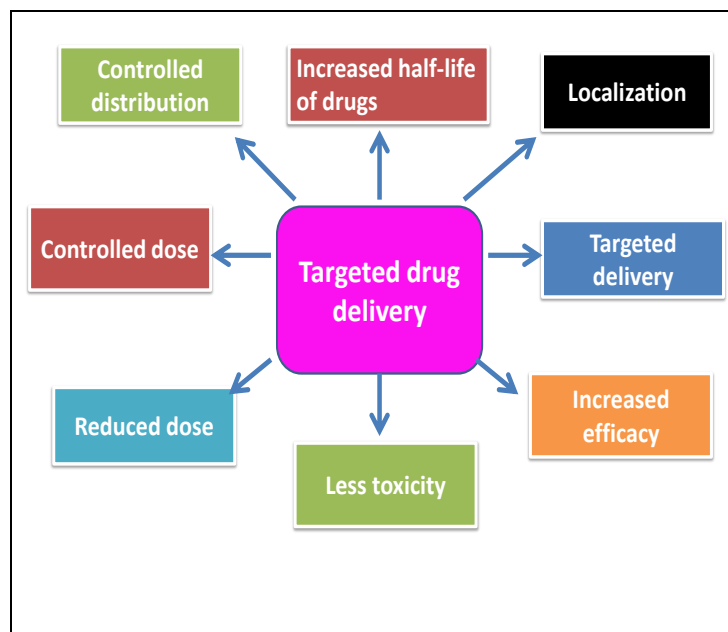 Controlled
distribution
Increased half-life
of drugs
Localization
Controlled dose
Targeted drug
delivery
Targeted
delivery
Reduced dose
Less toxicity
Increased
efficacy